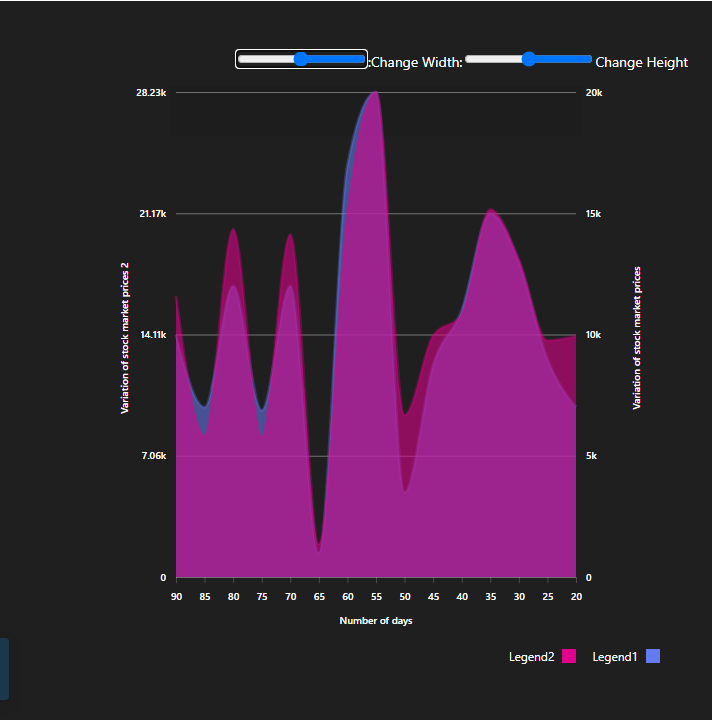 :Change Width: Change Height
28.23k
21.17k
14.11k
7.06k
0
Variation of stock market prices 2
20k
15k
10k
5k
0
Variation of stock market prices
90 85 80 75 70 65 60 55 50 45 40 35 30 25 20
Number of days
Legend2 Legend1